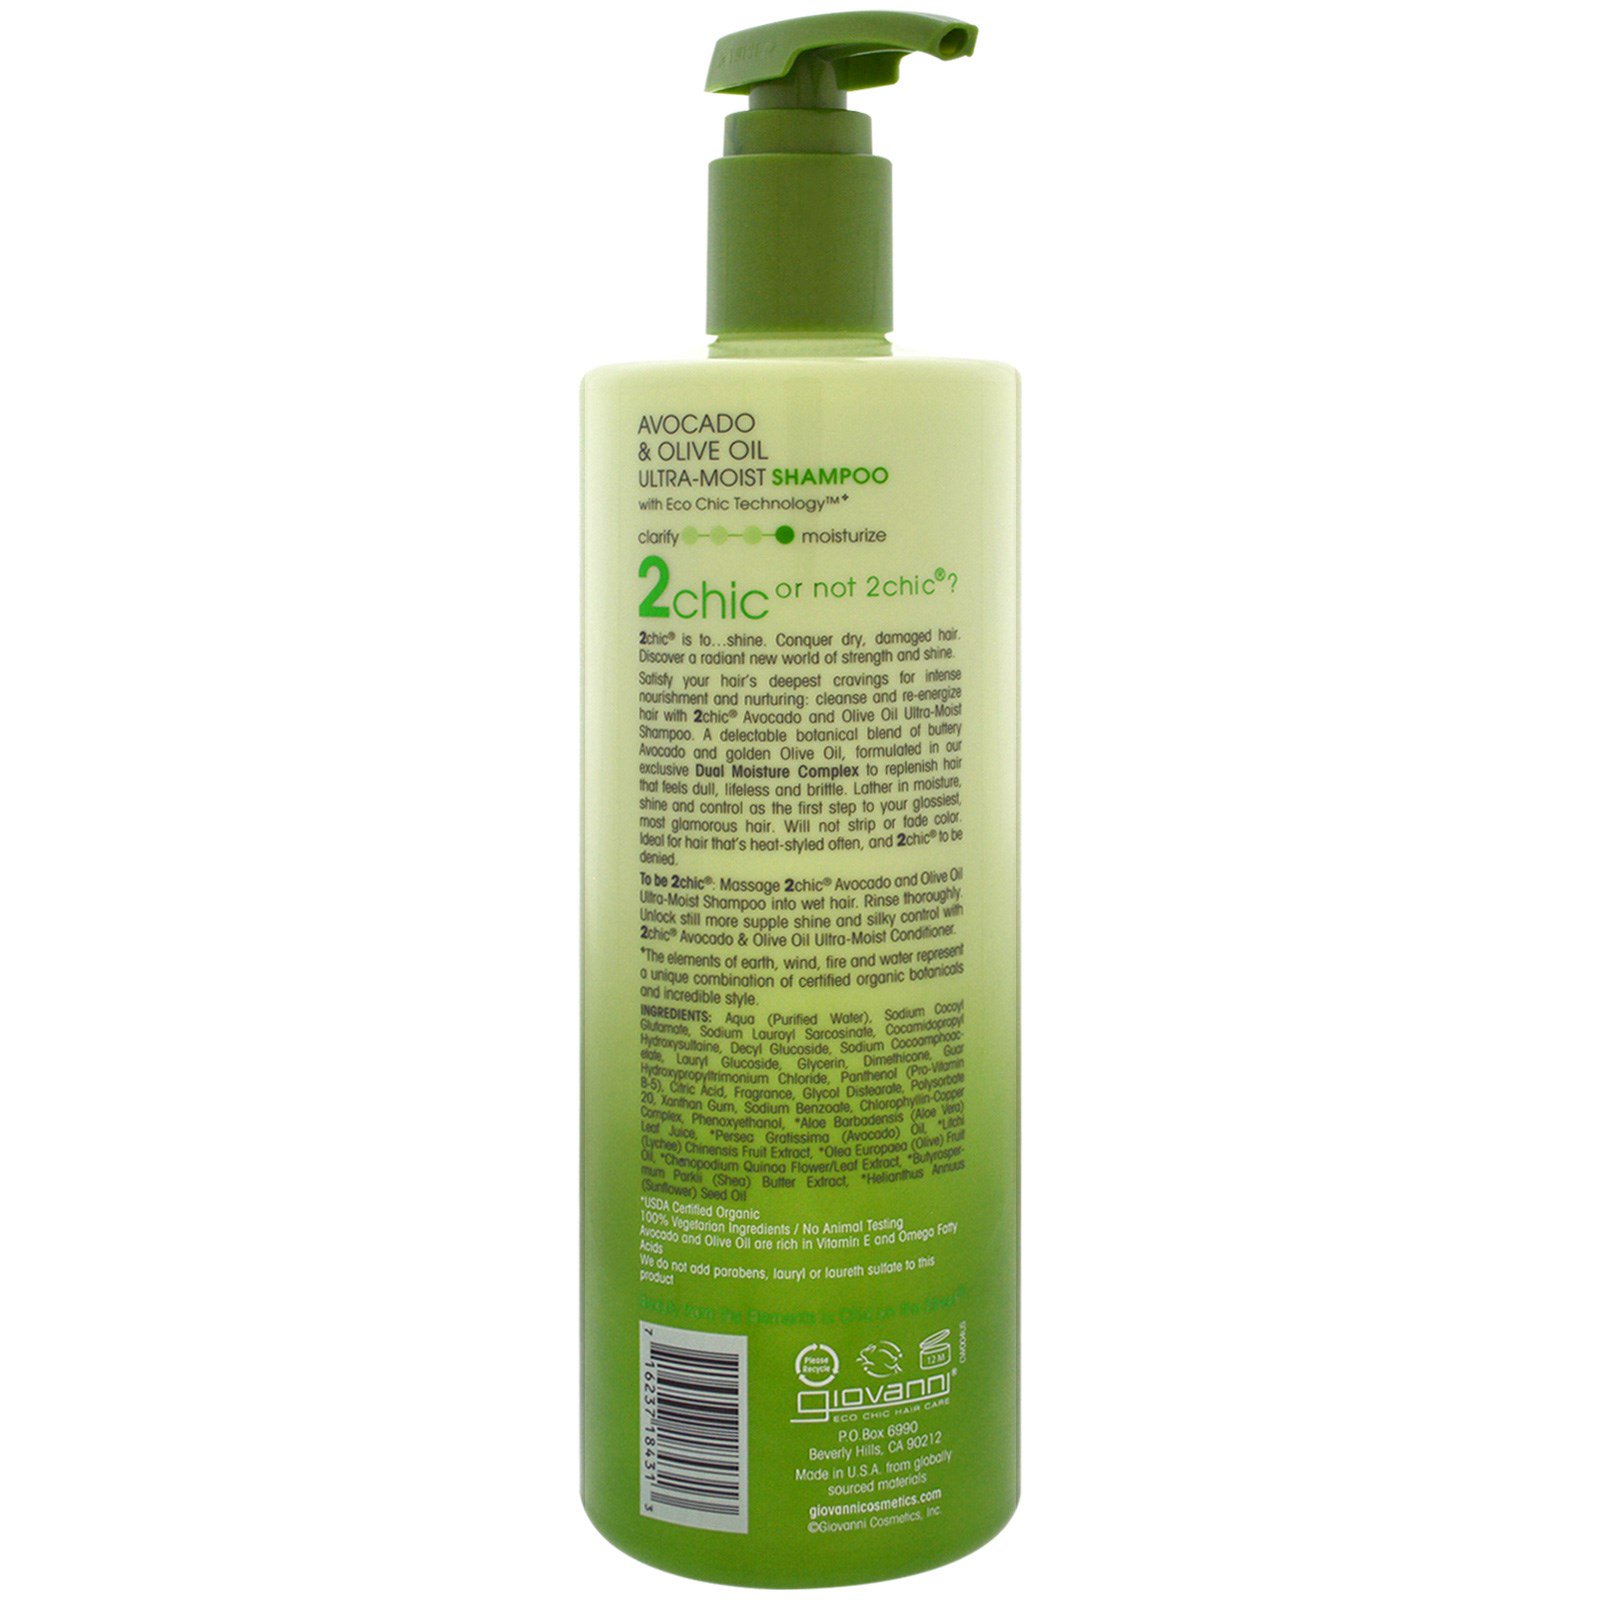 AVOCADO
& OLIVE OIL
ULTRA-MOIST SHAMPOO
with Eco Chic Technology™+
clarify moisturize
2chic or not 2chic®?
2chic® is to...shine. Conquer dry, damaged hair.
Discover a radiant new world of strength and shine.
Satisfy your hair's deepest cravings for intense
nourishment and nurturing: cleanse and re-energize
hair with 2chic® Avocado and Olive Oil Ultra-Moist
Shampoo. A delectable botanical blend of buttery
Avocado and golden Olive Oil, formulated in our
exclusive Dual Moisture Complex to replenish hair
that feels dull, lifeless and brittle. Lather in moisture,
shine and control as the first step to your glossiest,
most glamorous hair. Will not strip or fade color.
Ideal for hair that's heat-styled often, and 2chic® to be
denied.
To be 2chic®: Massage 2chic® Avocado and Olive Oil
Ultra-Moist Shampoo into wet hair. Rinse thoroughly.
Unlock still more supple shine and silky control with
2chic® Avocado & Olive Oil Ultra-Moist Conditioner.
+The elements of earth, wind, fire and water represent
a unique combination of certified organic botanicals
and incredible style.
INGREDIENTS: Aqua (Purified Water), Sodium Cocoyl
Glutamate, Sodium Lauroyl Sarcosinate, Cocamidopropyl
Hydroxysultaine, Decyl Glucoside, Sodium Cocoamphoac-
etate, Lauryl Glucoside, Glycerin, Dimethicone, Guar
Hydroxypropyltrimonium Chloride, Panthenol (Pro-Vitamin
B-5), Citric Acid, Fragrance, Glycol Distearate, Polysorbate
20, Xanthan Gum, Sodium Benzoate, Chlorophyllin-Copper
Complex, Phenoxyethanol, *Aloe Barbadensis (Aloe Vera)
Leaf Juice, *Persea Gratissima (Avocado) Oil, *Litchi
(Lychee) Chinensis Fruit Extract, *Olea Europaea (Olive) Fruit
Oil, *Chenopodium Quinoa Flower/Leaf Extract, *Butyrosper-
mum Parkii (Shea) Butter Extract, *Helianthus Annuus
(Sunflower) Seed Oil
*USDA Certified Organic
100% Vegetarian Ingredients / No Animal Testing
Avocado and Olive Oil are rich in Vitamin E and Omega Fatty
Acids
We do not add parabens, lauryl or laureth sulfate to this
product
Beauty from the Elements is Chic on the
7 16237 18431 3
Please
Recycle
12 M
CW004US
giovanni®
ECO CHIC HAIR CARE
P.O.Box 6990
Beverly Hills, CA 90212
Made in U.S.A. from globally
sourced materials
giovannicosmetics.com
©Giovanni Cosmetics, Inc.